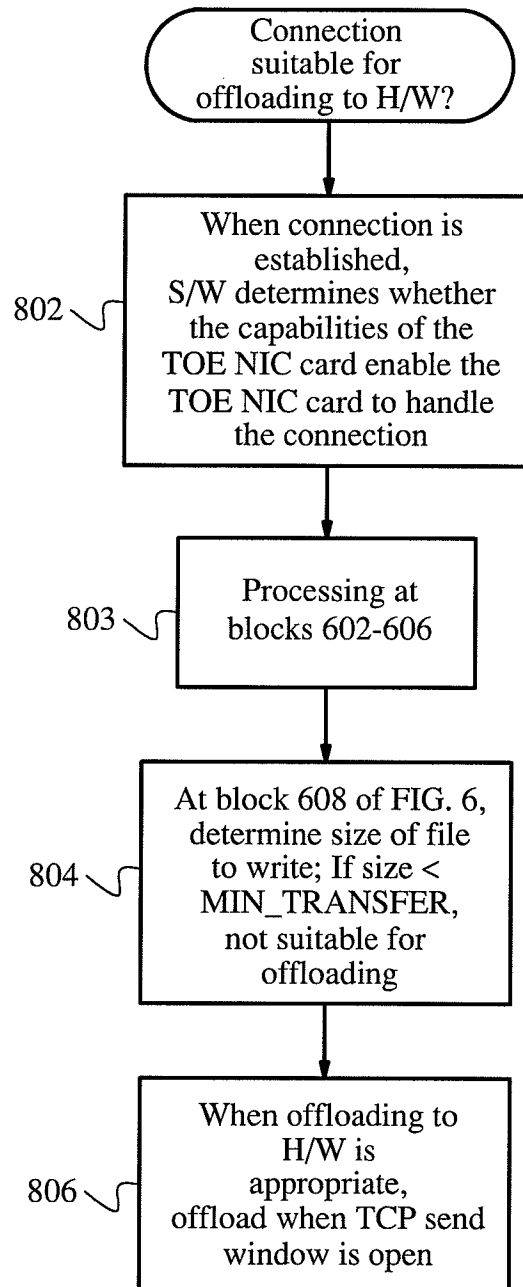 Connection
suitable for
offloading to H/W?
When connection is
established,
S/W determines whether
the capabilities of the
TOE NIC card enable the
TOE NIC card to handle
the connection
802
Processing at
blocks 602-606
803
At block 608 of FIG. 6,
determine size of file
to write; If size <
MIN_TRANSFER,
not suitable for
offloading
804
When offloading to
H/W is
appropriate,
offload when TCP send
window is open
806